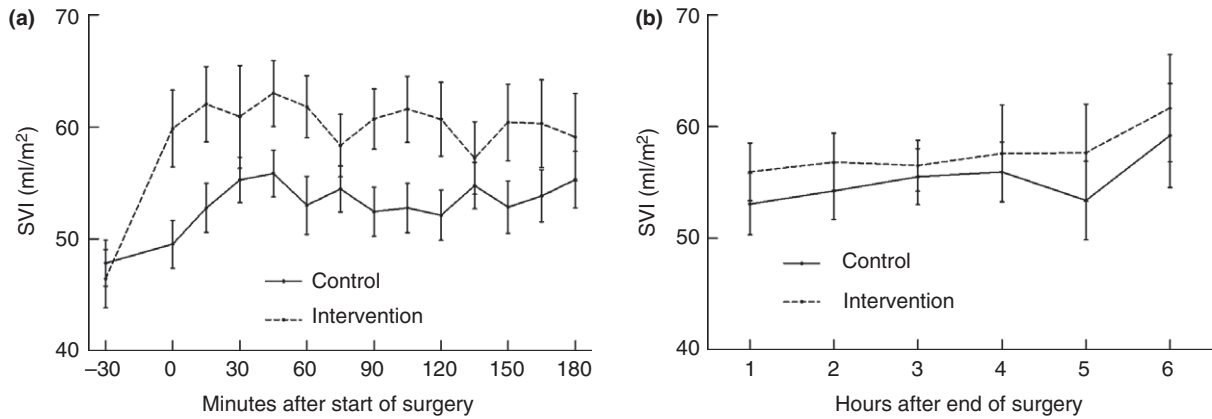 (a)
70
60
50
40
SVI (ml/m²)
Control
Intervention
–30 0 30 60 90 120 150 180
Minutes after start of surgery
(b)
70
60
50
40
SVI (ml/m²)
Control
Intervention
1 2 3 4 5 6
Hours after end of surgery